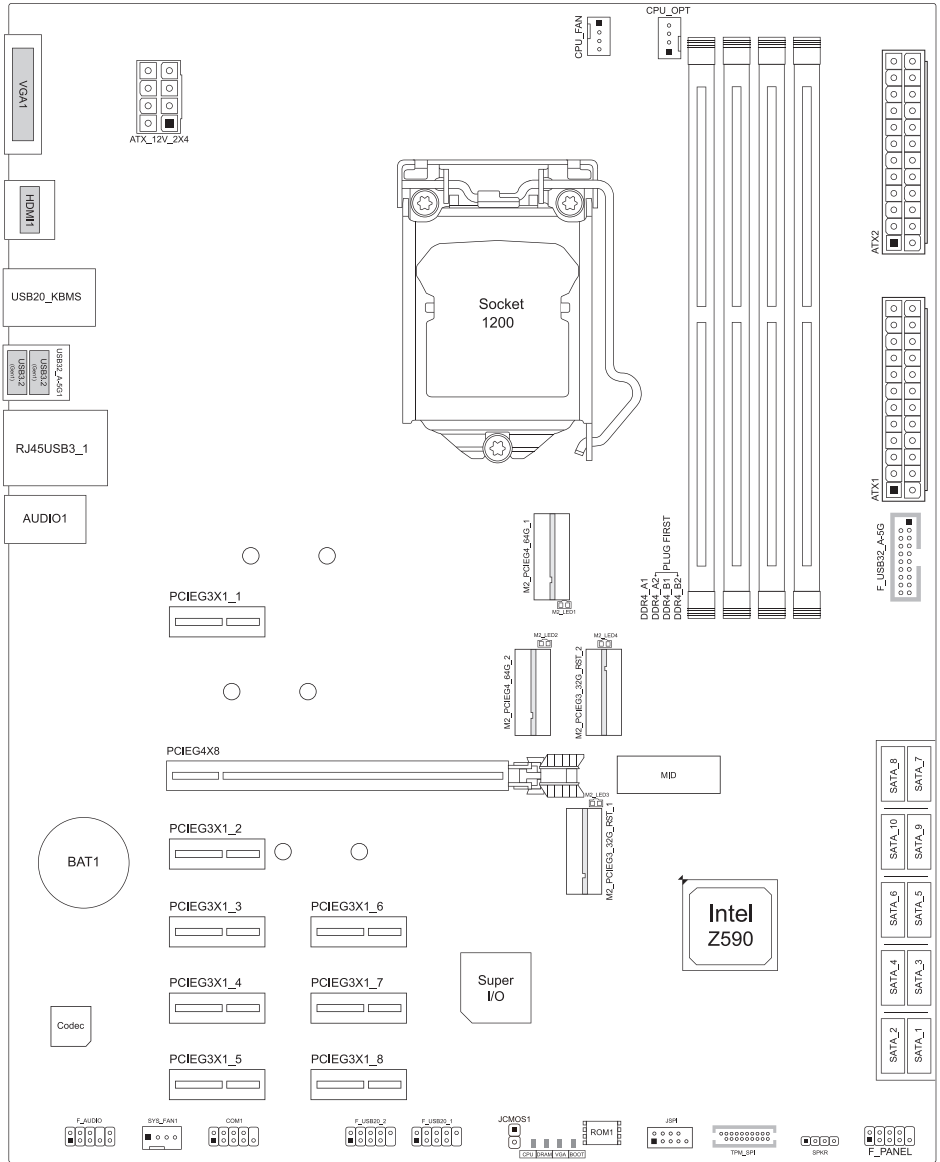 CPU_OPT
CPU_FAN
VGA1
ATX_12V_2X4
HDMI1
ATX2
USB20_KBMS
Socket
1200
USB32_A-5G1
USB3.2
(Gen1)
USB3.2
(Gen1)
RJ45USB3_1
ATX1
AUDIO1
M2_PCIEG4_64G_1
PLUG FIRST
F_USB32_A-5G
DDR4_A1
DDR4_A2
DDR4_B1
DDR4_B2
PCIEG3X1_1
M2_LED1
M2_LED2
M2_LED4
M2_PCIEG4_64G_2
M2_PCIEG3_32G_RST_2
PCIEG4X8
MID
SATA_8
SATA_7
M2_LED3
M2_PCIEG3_32G_RST_1
PCIEG3X1_2
SATA_10
SATA_9
BAT1
PCIEG3X1_3
PCIEG3X1_6
Intel
Z590
SATA_6
SATA_5
PCIEG3X1_4
PCIEG3X1_7
Super
I/O
SATA_4
SATA_3
Codec
SATA_2
SATA_1
PCIEG3X1_5
PCIEG3X1_8
F_AUDIO
SYS_FAN1
COM1
F_USB20_2
F_USB20_1
JCMOS1
ROM1
JSPI
CPU DRAM VGA BOOT
TPM_SPI
SPKR
F_PANEL